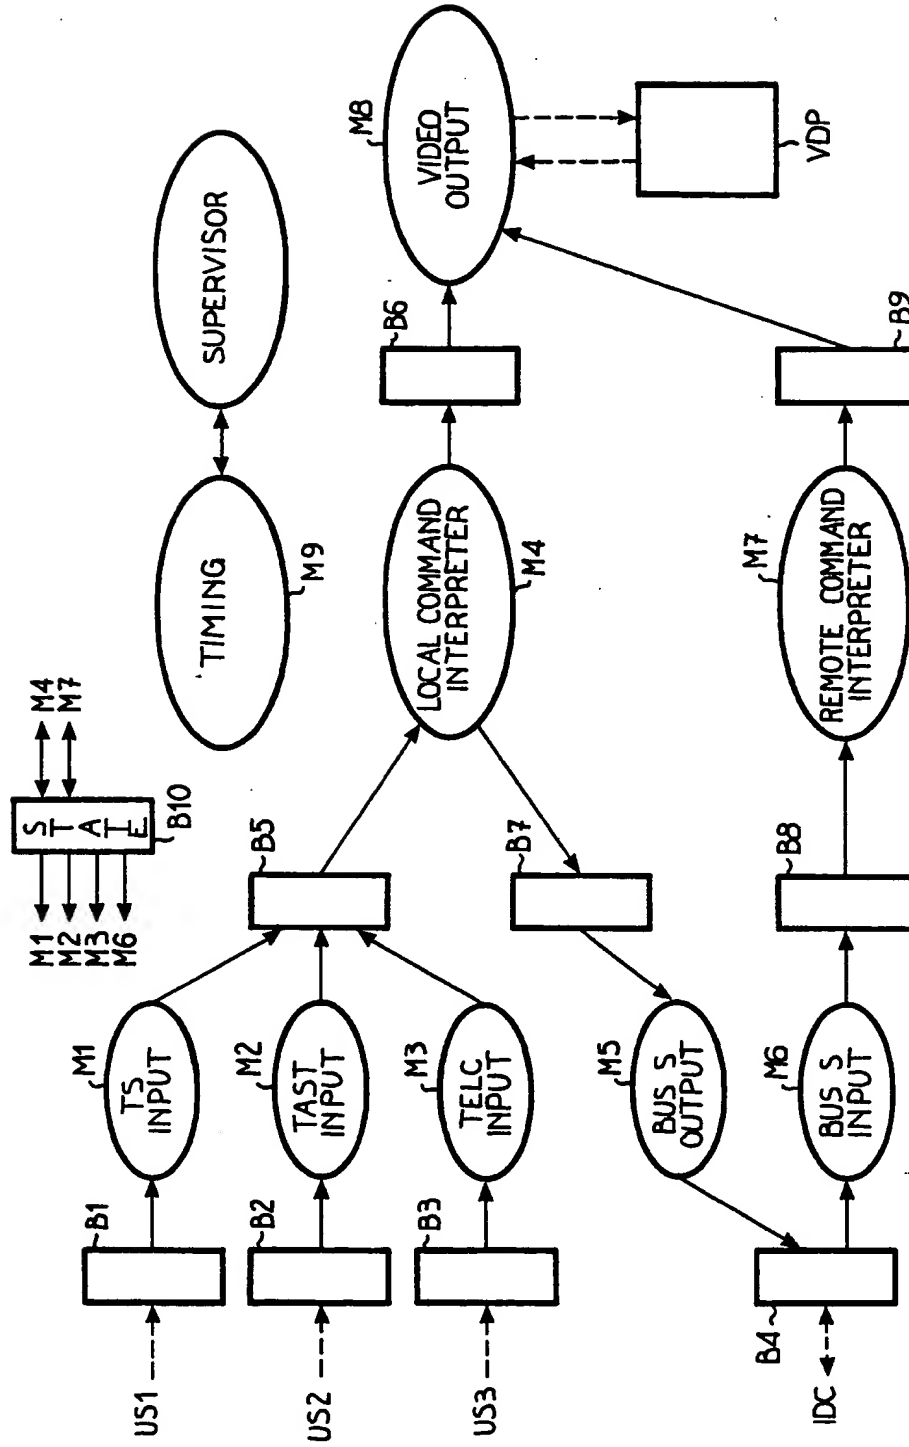 US1
B1
TS
INPUT
M1
US2
B2
TAST
INPUT
M2
US3
B3
TELC
INPUT
M3
IDC
B4
BUS S
OUTPUT
M5
BUS S
INPUT
M6
M1
M2
M3
M6
STATE
B10
M4
M7
B5
B7
B8
TIMING
M9
SUPERVISOR
LOCAL COMMAND
INTERPRETER
M4
REMOTE COMMAND
INTERPRETER
M7
B6
B9
VIDEO
OUTPUT
M8
VDP